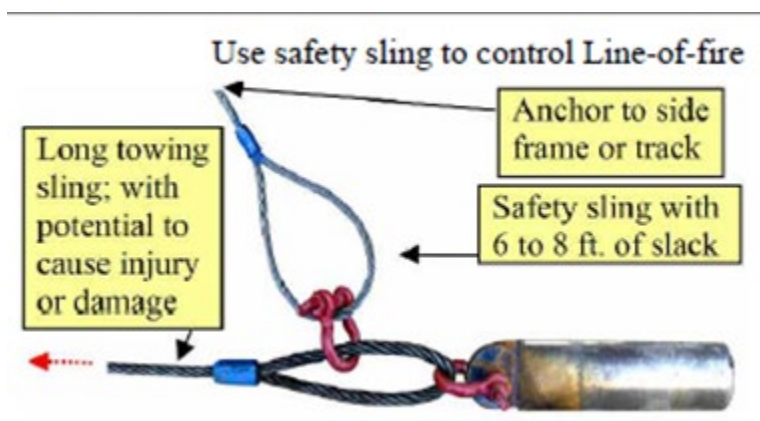 Use safety sling to control Line-of-fire
Anchor to side
frame or track
Long towing
sling; with
potential to
cause injury
or damage
Safety sling with
6 to 8 ft. of slack